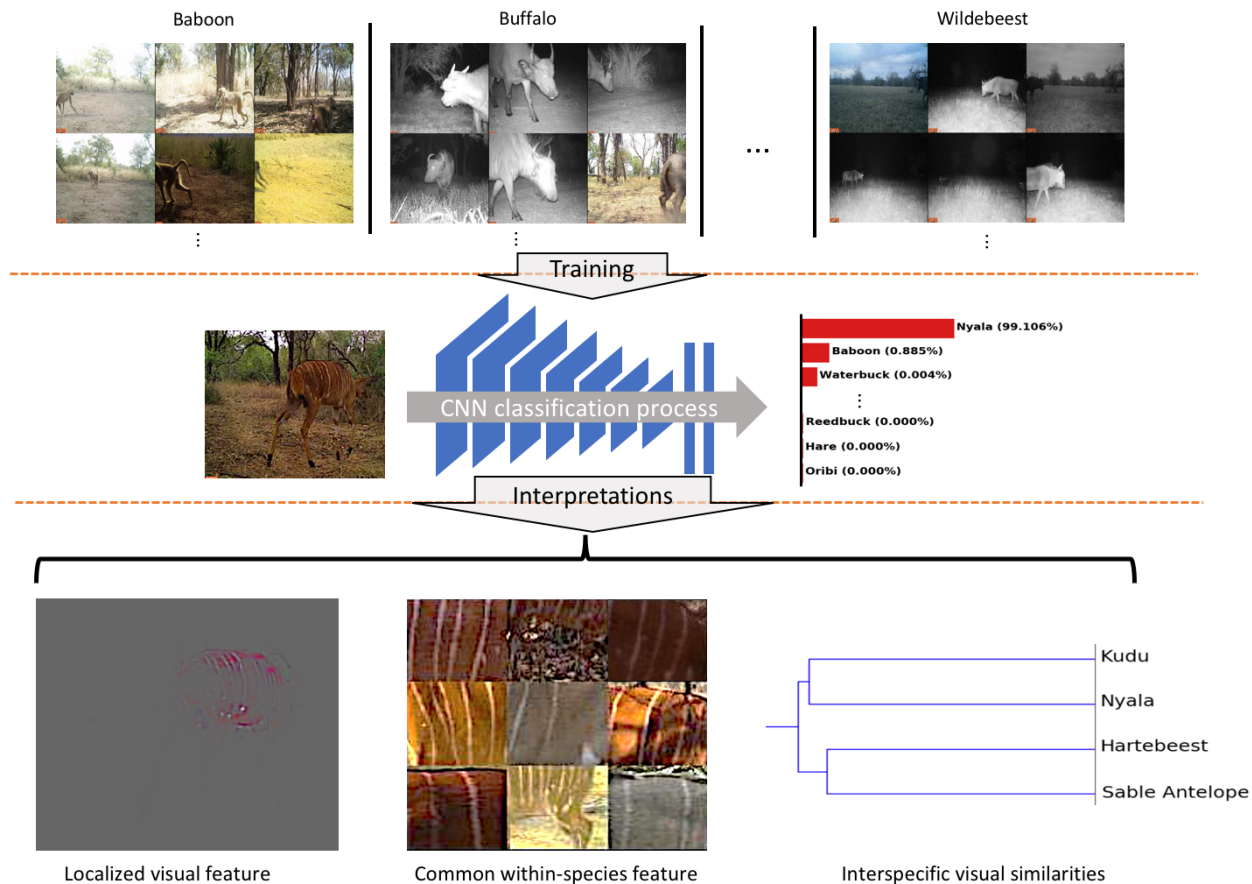 Baboon
Buffalo
Wildebeest
...
Training
CNN classification process
Nyala (99.106%)
Baboon (0.885%)
Waterbuck (0.004%)
Reedbuck (0.000%)
Hare (0.000%)
Oribi (0.000%)
Interpretations
Kudu
Nyala
Hartebeest
Sable Antelope
Localized visual feature
Common within-species feature
Interspecific visual similarities